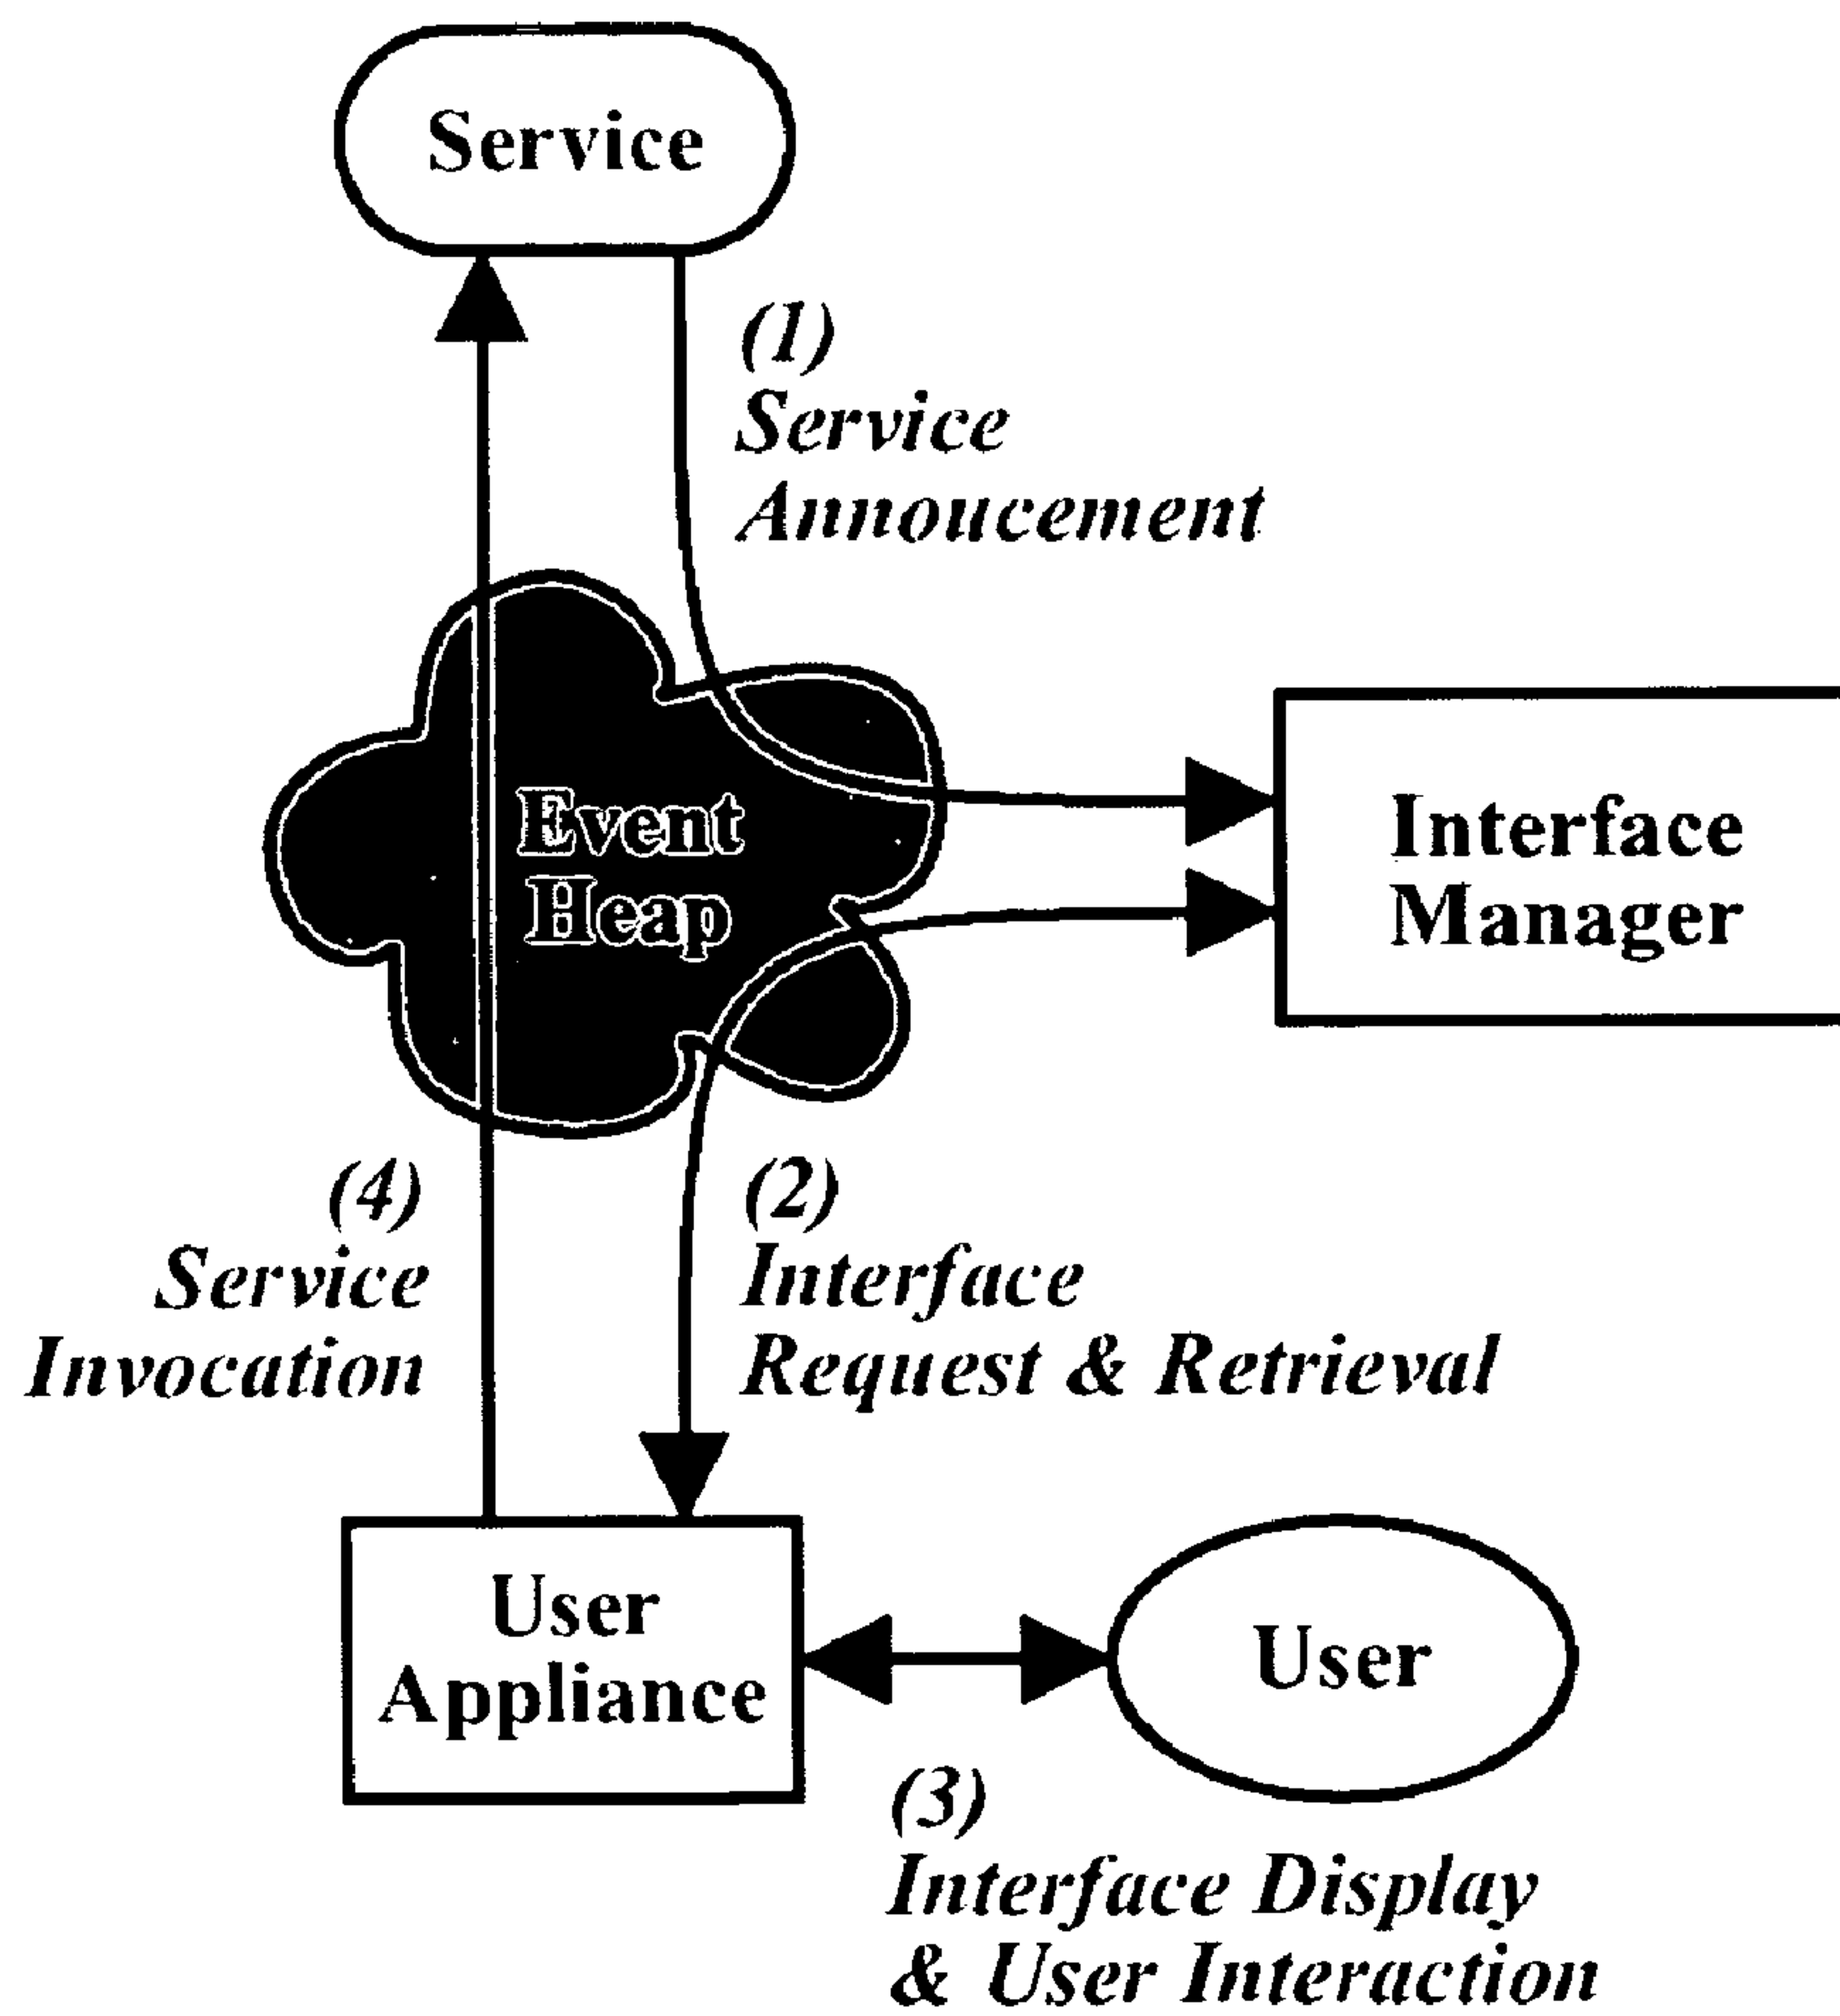 Service
(1)
Service
Annoucement
Event
Heap
Interface
Manager
(4)
Service
Invocation
(2)
Interface
Request & Retrieval
User
Appliance
User
(3)
Interface Display
& User Interaction